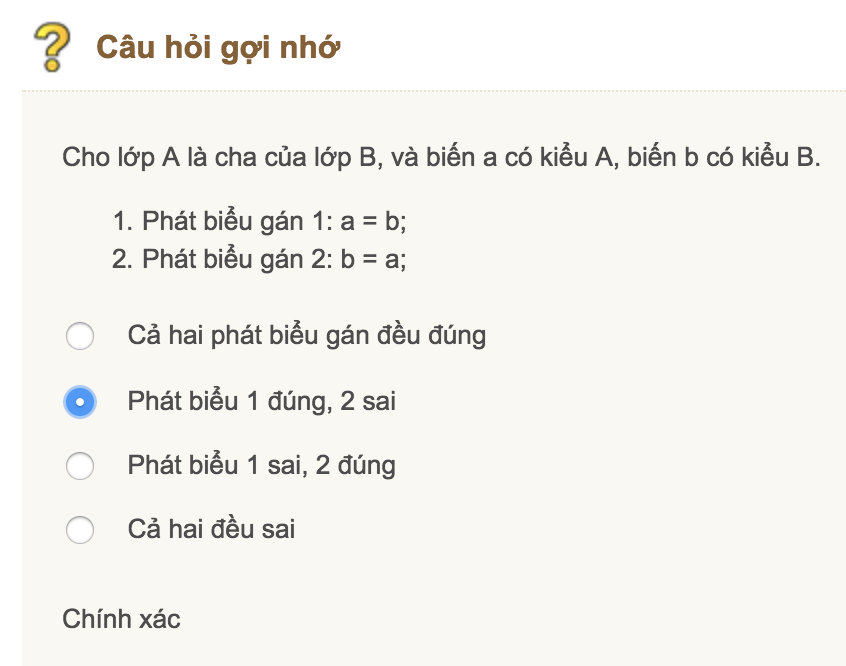 Câu hỏi gợi nhớ
Cho lớp A là cha của lớp B, và biến a có kiểu A, biến b có kiểu B.
1. Phát biểu gán 1: a = b;
2. Phát biểu gán 2: b = a;
Cả hai phát biểu gán đều đúng
Phát biểu 1 đúng, 2 sai
Phát biểu 1 sai, 2 đúng
Cả hai đều sai
Chính xác